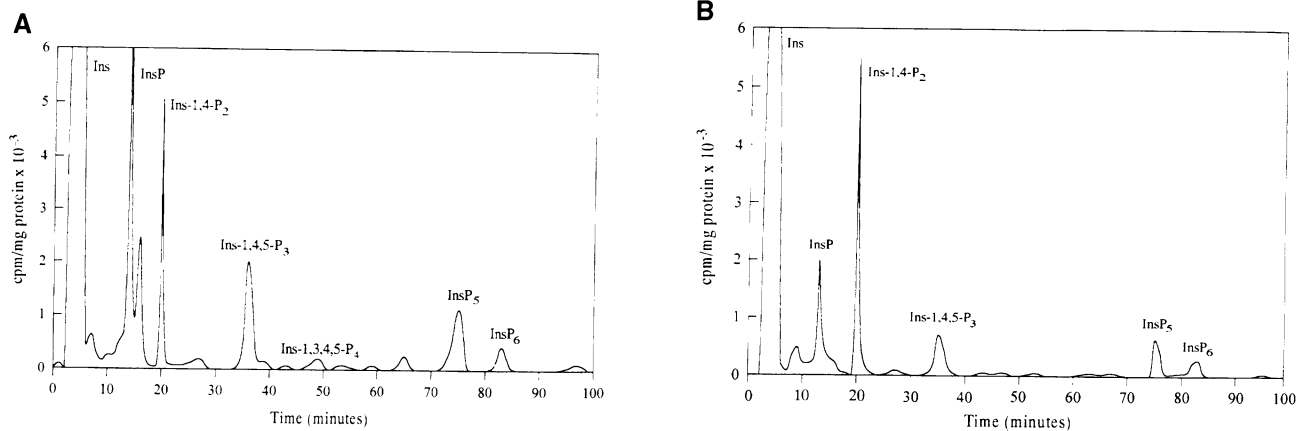 A
6
5
4
3
2
1
0
cpm/mg protein x 10⁻³
Ins
InsP
Ins-1,4-P₂
Ins-1,4,5-P₃
Ins-1,3,4,5-P₄
InsP₅
InsP₆
0 10 20 30 40 50 60 70 80 90 100
Time (minutes)
B
6
5
4
3
2
1
0
cpm/mg protein x 10⁻³
Ins
InsP
Ins-1,4-P₂
Ins-1,4,5-P₃
InsP₅
InsP₆
0 10 20 30 40 50 60 70 80 90 100
Time (minutes)